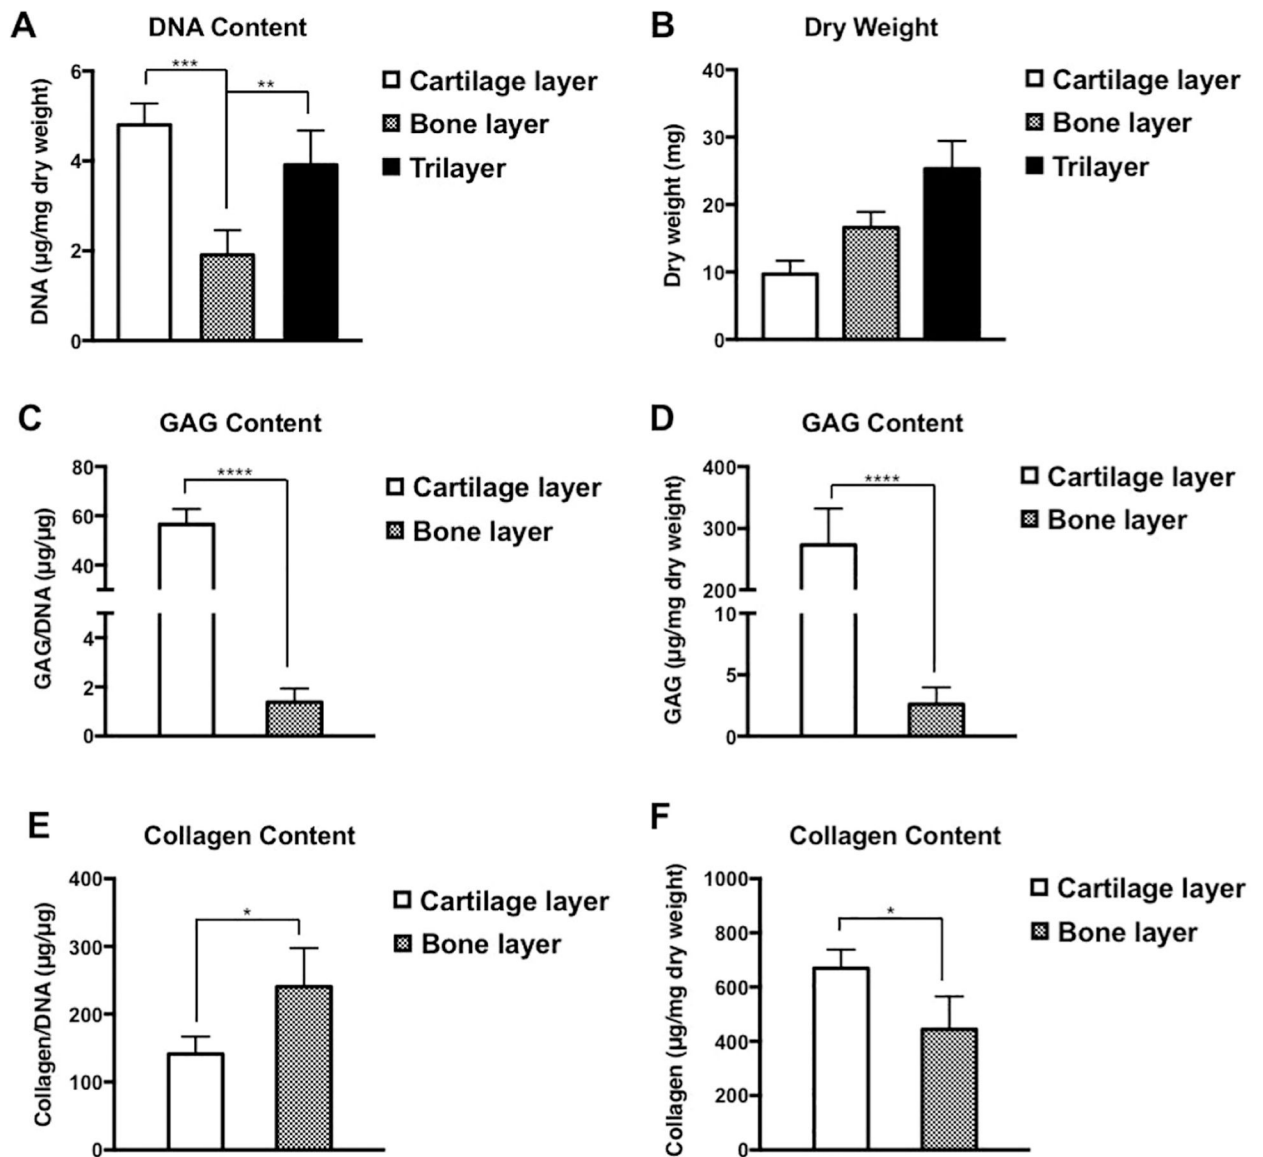 A
DNA Content
DNA (µg/mg dry weight)
6
4
2
0
***
**
Cartilage layer
Bone layer
Trilayer
B
Dry Weight
Dry weight (mg)
40
30
20
10
0
Cartilage layer
Bone layer
Trilayer
C
GAG Content
GAG/DNA (µg/µg)
80
60
40
4
2
0
****
Cartilage layer
Bone layer
D
GAG Content
GAG (µg/mg dry weight)
400
300
200
10
5
0
****
Cartilage layer
Bone layer
E
Collagen Content
Collagen/DNA (µg/µg)
400
300
200
100
0
*
Cartilage layer
Bone layer
F
Collagen Content
Collagen (µg/mg dry weight)
1000
800
600
400
200
0
*
Cartilage layer
Bone layer